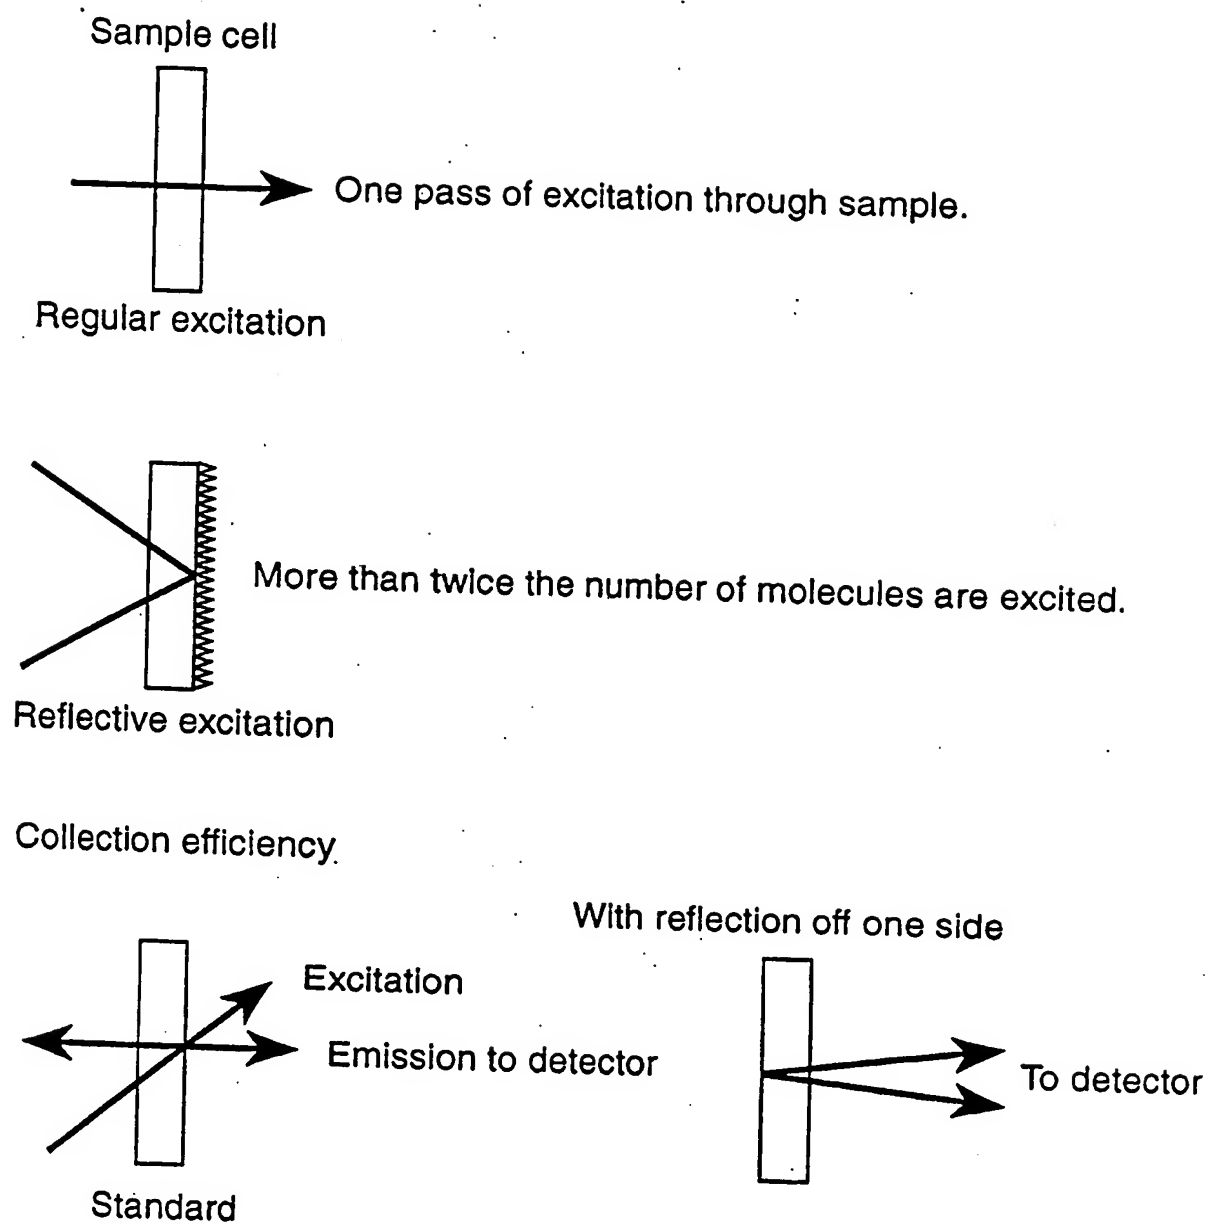 Sample cell
One pass of excitation through sample.
Regular excitation
More than twice the number of molecules are excited.
Reflective excitation
Collection efficiency.
With reflection off one side
Excitation
Emission to detector
To detector
Standard